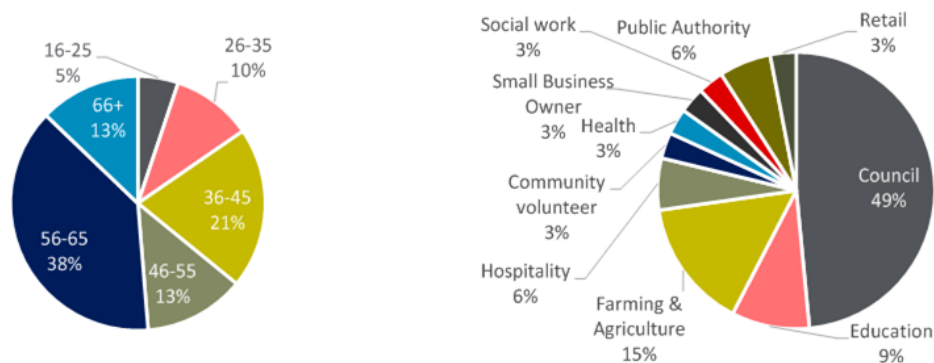 16-25
5%
26-35
10%
36-45
21%
46-55
13%
56-65
38%
66+
13%
Social work
3%
Public Authority
6%
Retail
3%
Small Business
Owner
3%
Health
3%
Community
volunteer
3%
Hospitality
6%
Farming &
Agriculture
15%
Education
9%
Council
49%